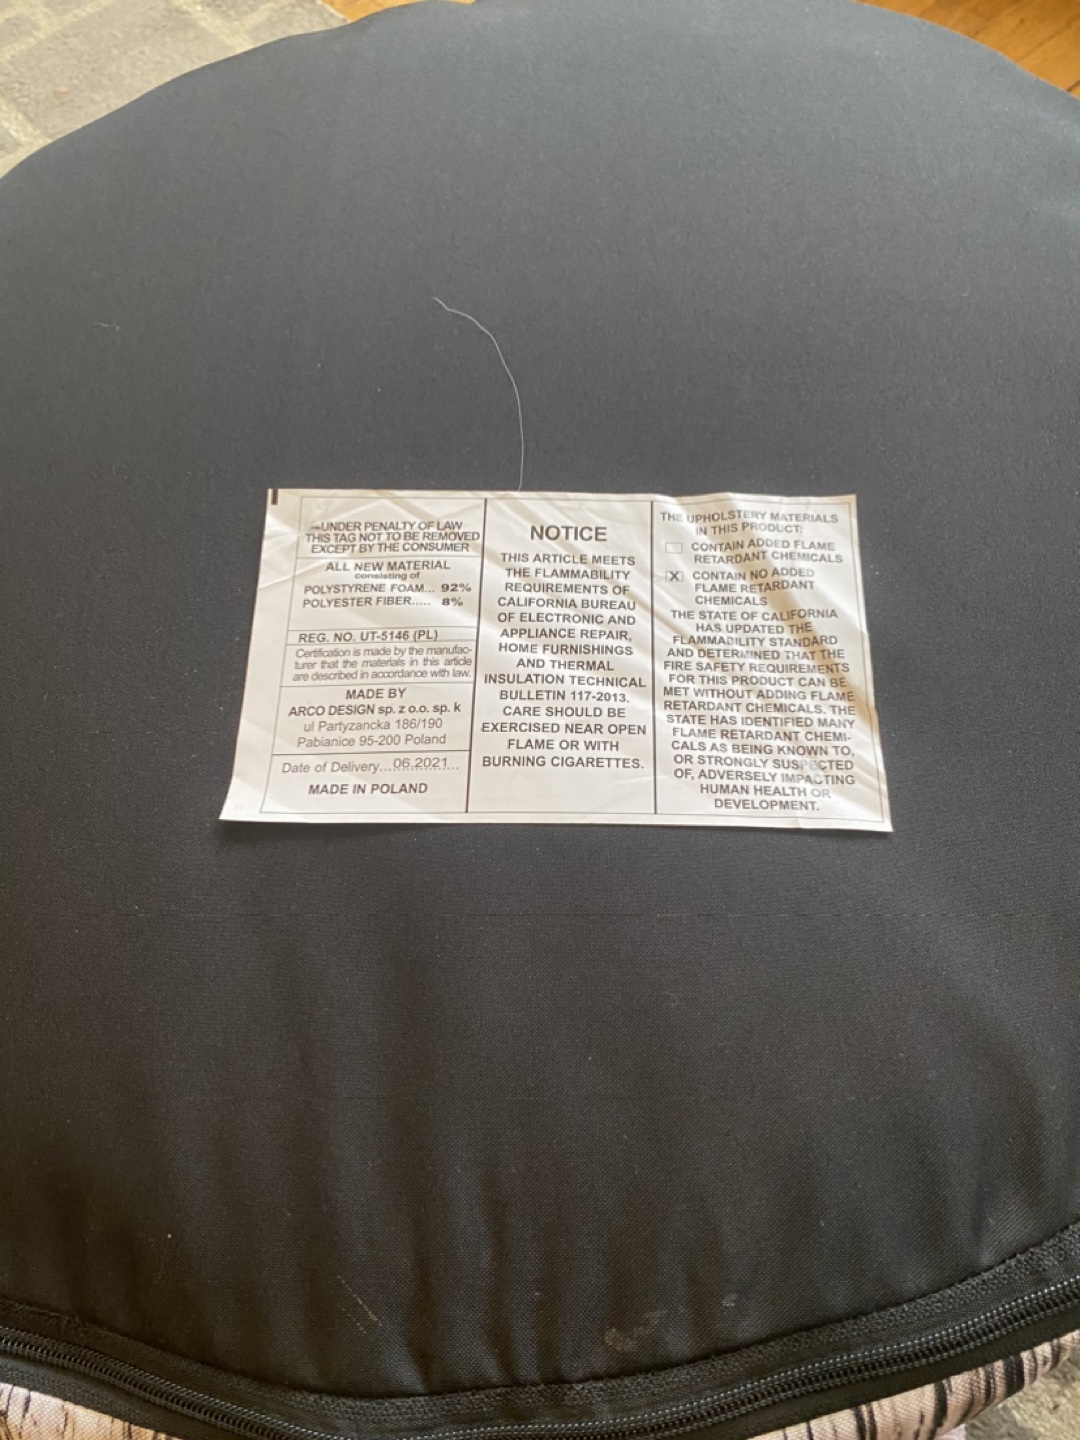 UNDER PENALTY OF LAW
THIS TAG NOT TO BE REMOVED
EXCEPT BY THE CONSUMER
ALL NEW MATERIAL
consisting of
POLYSTYRENE FOAM... 92%
POLYESTER FIBER..... 8%
REG. NO. UT-5146 (PL)
Certification is made by the manufac-
turer that the materials in this article
are described in accordance with law.
MADE BY
ARCO DESIGN sp. z o.o. sp. k
ul Partyzancka 186/190
Pabianice 95-200 Poland
Date of Delivery...06.2021...
MADE IN POLAND
NOTICE
THIS ARTICLE MEETS
THE FLAMMABILITY
REQUIREMENTS OF
CALIFORNIA BUREAU
OF ELECTRONIC AND
APPLIANCE REPAIR,
HOME FURNISHINGS
AND THERMAL
INSULATION TECHNICAL
BULLETIN 117-2013.
CARE SHOULD BE
EXERCISED NEAR OPEN
FLAME OR WITH
BURNING CIGARETTES.
THE UPHOLSTERY MATERIALS
IN THIS PRODUCT:
CONTAIN ADDED FLAME
RETARDANT CHEMICALS
X CONTAIN NO ADDED
FLAME RETARDANT
CHEMICALS
THE STATE OF CALIFORNIA
HAS UPDATED THE
FLAMMABILITY STANDARD
AND DETERMINED THAT THE
FIRE SAFETY REQUIREMENTS
FOR THIS PRODUCT CAN BE
MET WITHOUT ADDING FLAME
RETARDANT CHEMICALS. THE
STATE HAS IDENTIFIED MANY
FLAME RETARDANT CHEMI-
CALS AS BEING KNOWN TO,
OR STRONGLY SUSPECTED
OF, ADVERSELY IMPACTING
HUMAN HEALTH OR
DEVELOPMENT.